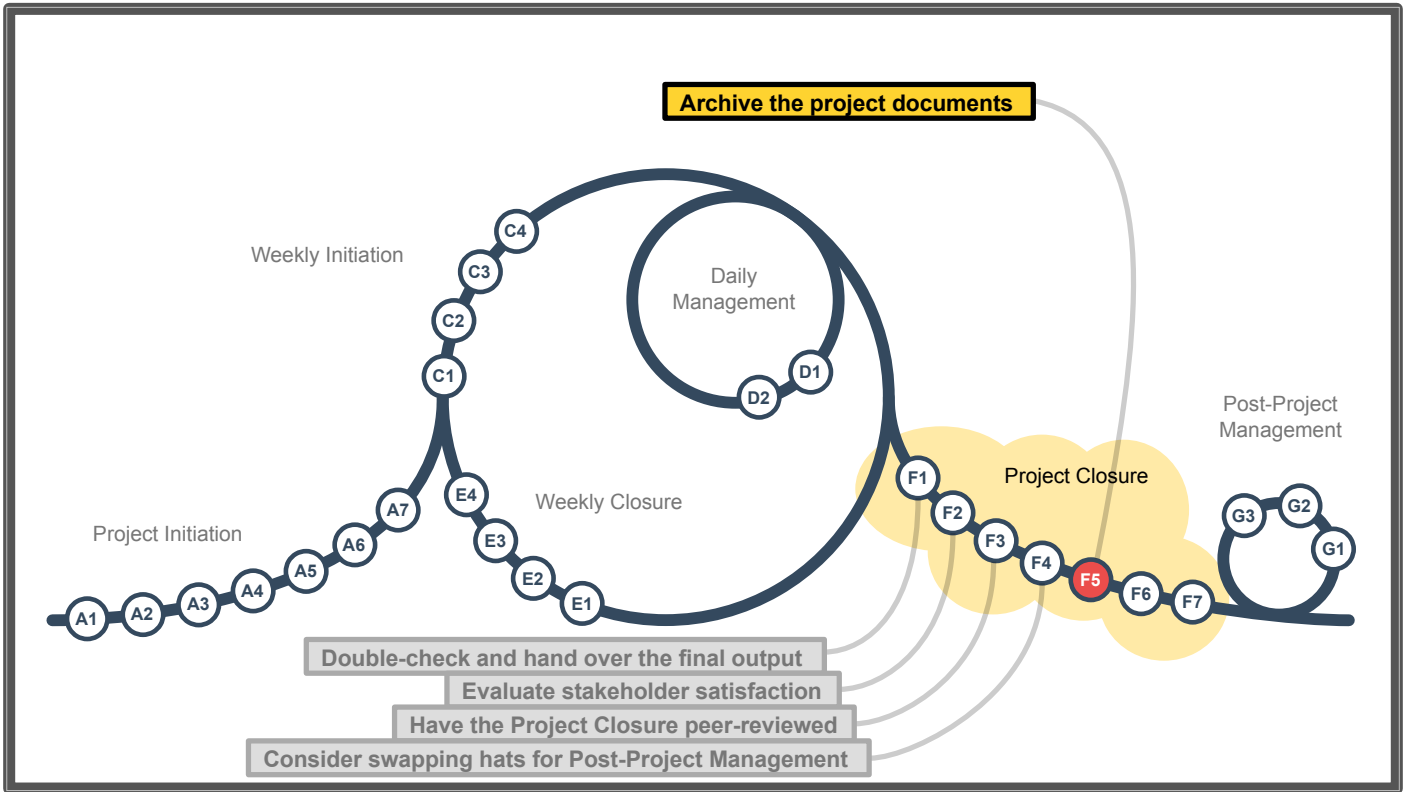 Archive the project documents
Weekly Initiation
C4
C3
C2
C1
Daily
Management
D1
D2
Post-Project
Management
Project Closure
Weekly Closure
Project Initiation
A1
A2
A3
A4
A5
A6
A7
E4
E3
E2
E1
F1
F2
F3
F4
F5
F6
F7
G3
G2
G1
Double-check and hand over the final output
Evaluate stakeholder satisfaction
Have the Project Closure peer-reviewed
Consider swapping hats for Post-Project Management